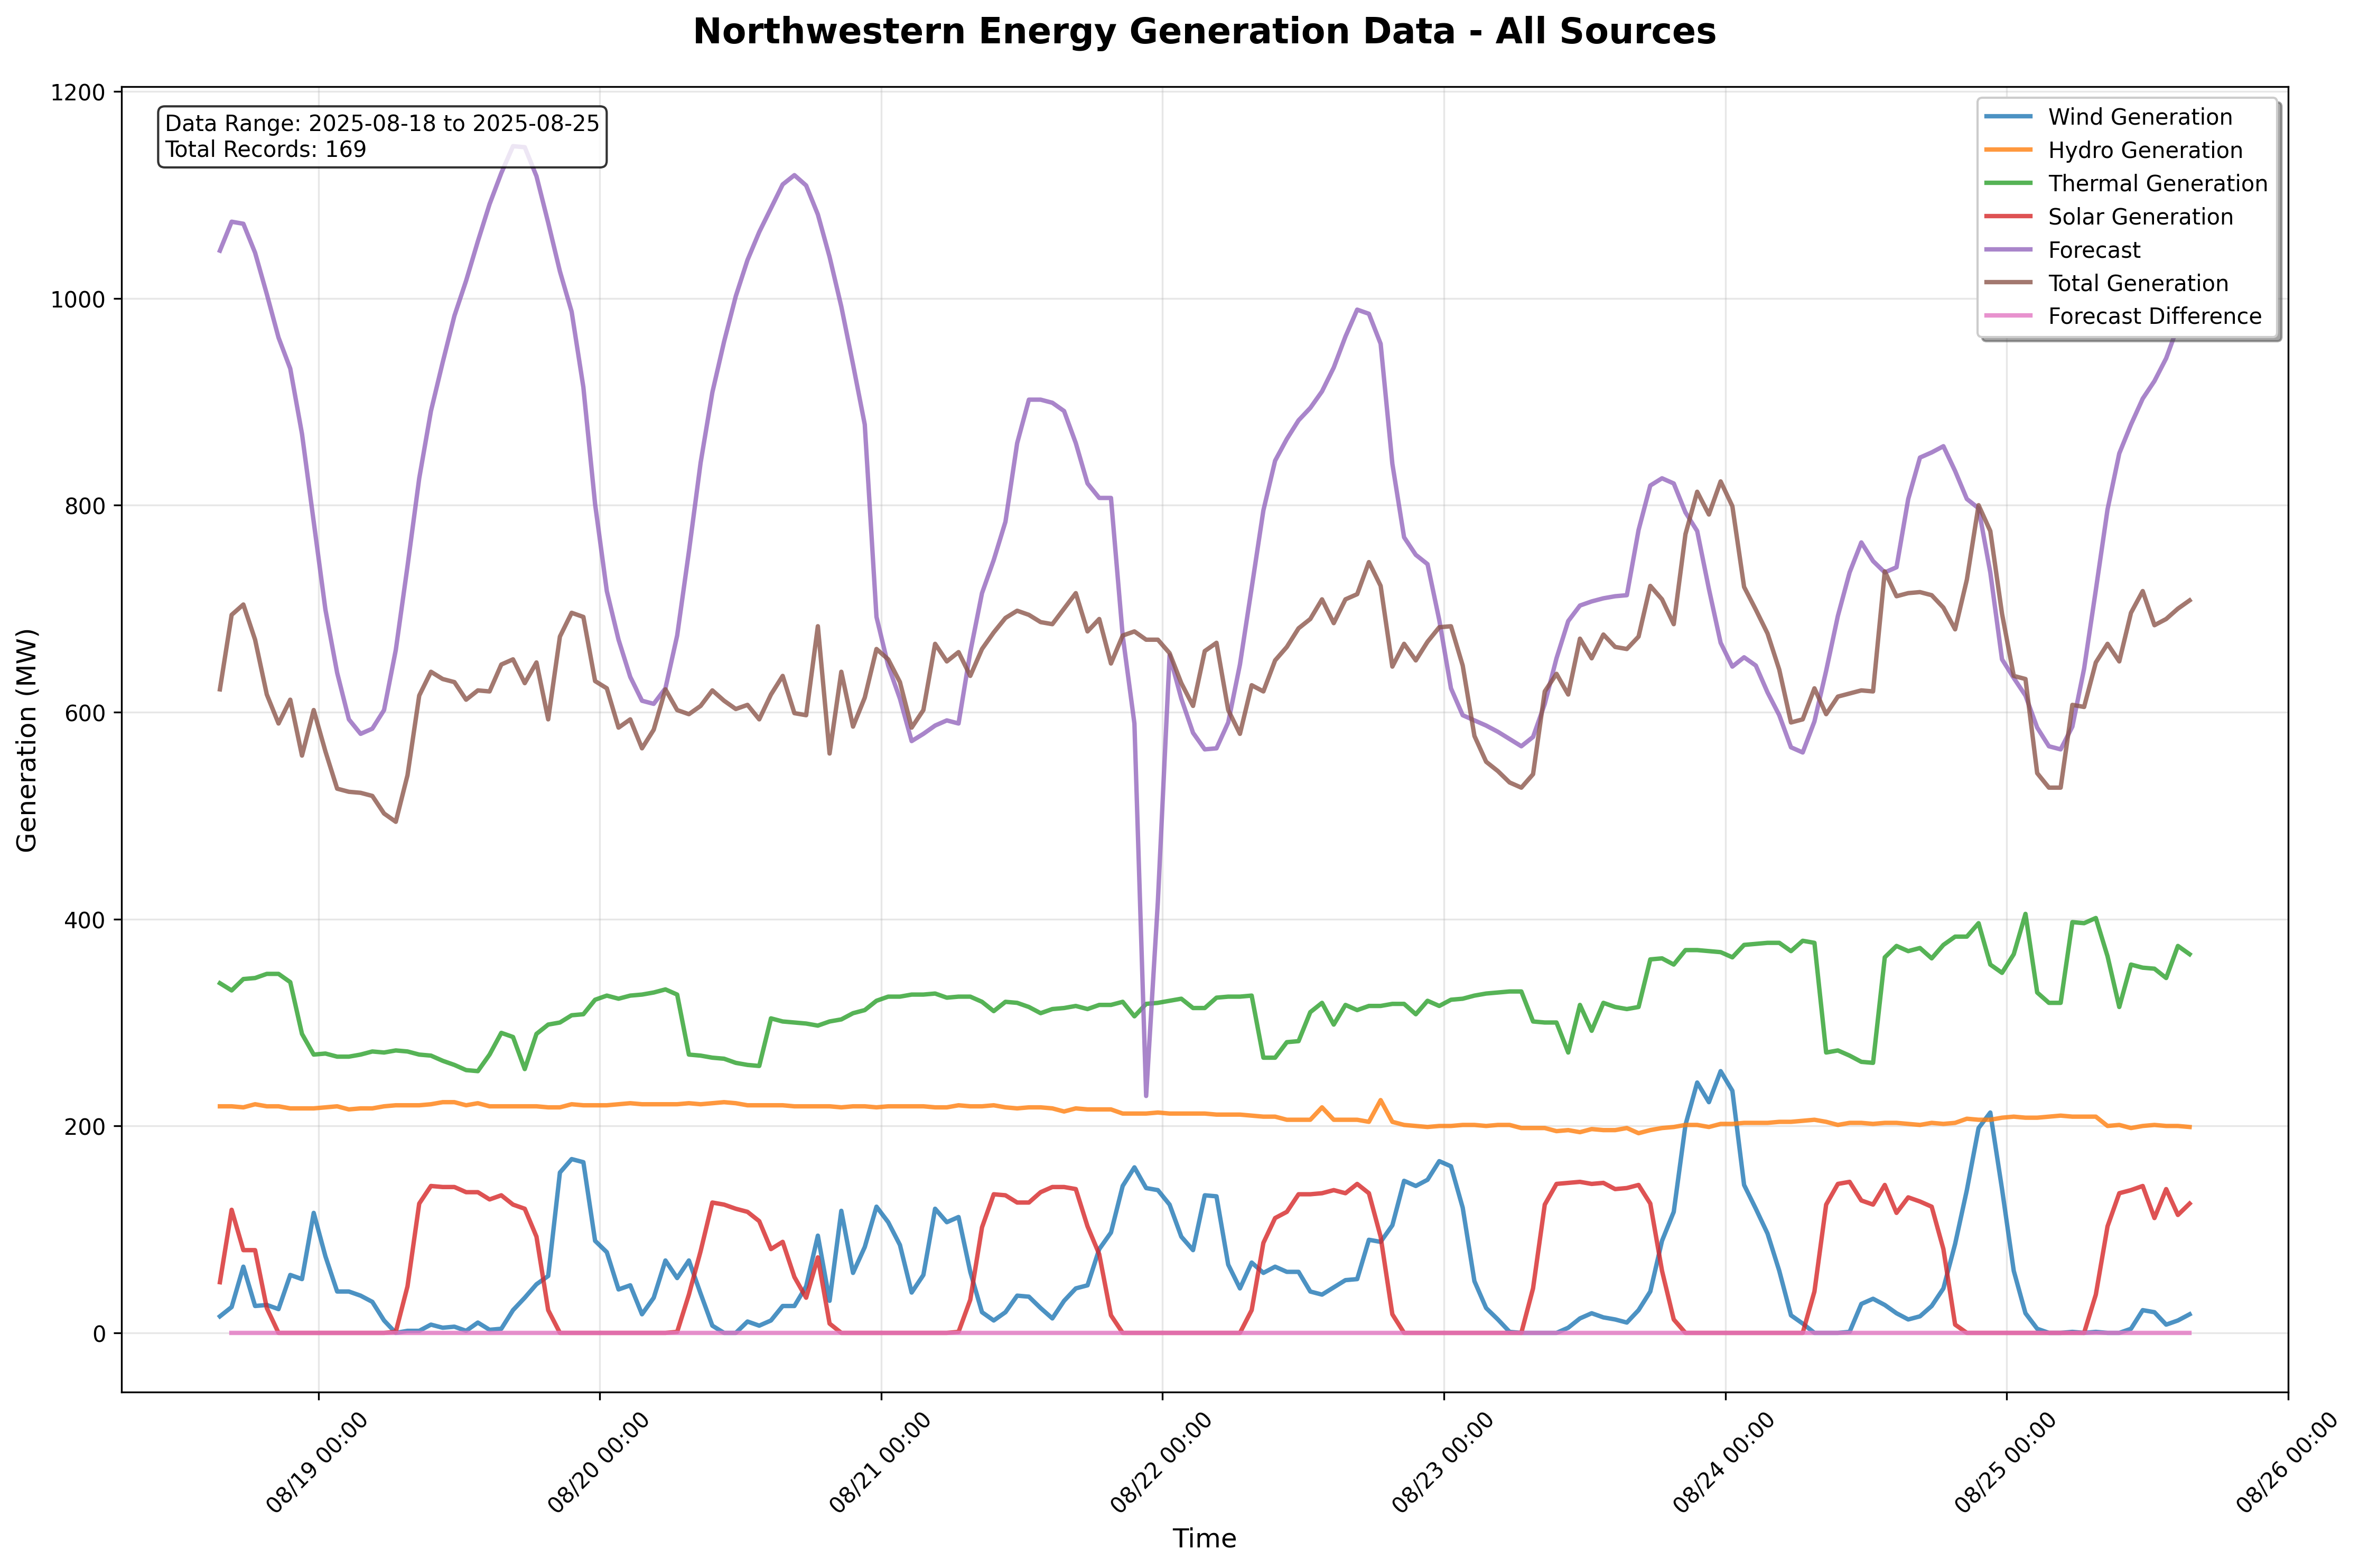 Northwestern Energy Generation Data - All Sources
Data Range: 2025-08-18 to 2025-08-25
Total Records: 169
Wind Generation
Hydro Generation
Thermal Generation
Solar Generation
Forecast
Total Generation
Forecast Difference
Generation (MW)
1200
1000
800
600
400
200
0
08/19 00:00
08/20 00:00
08/21 00:00
08/22 00:00
08/23 00:00
08/24 00:00
08/25 00:00
08/26 00:00
Time